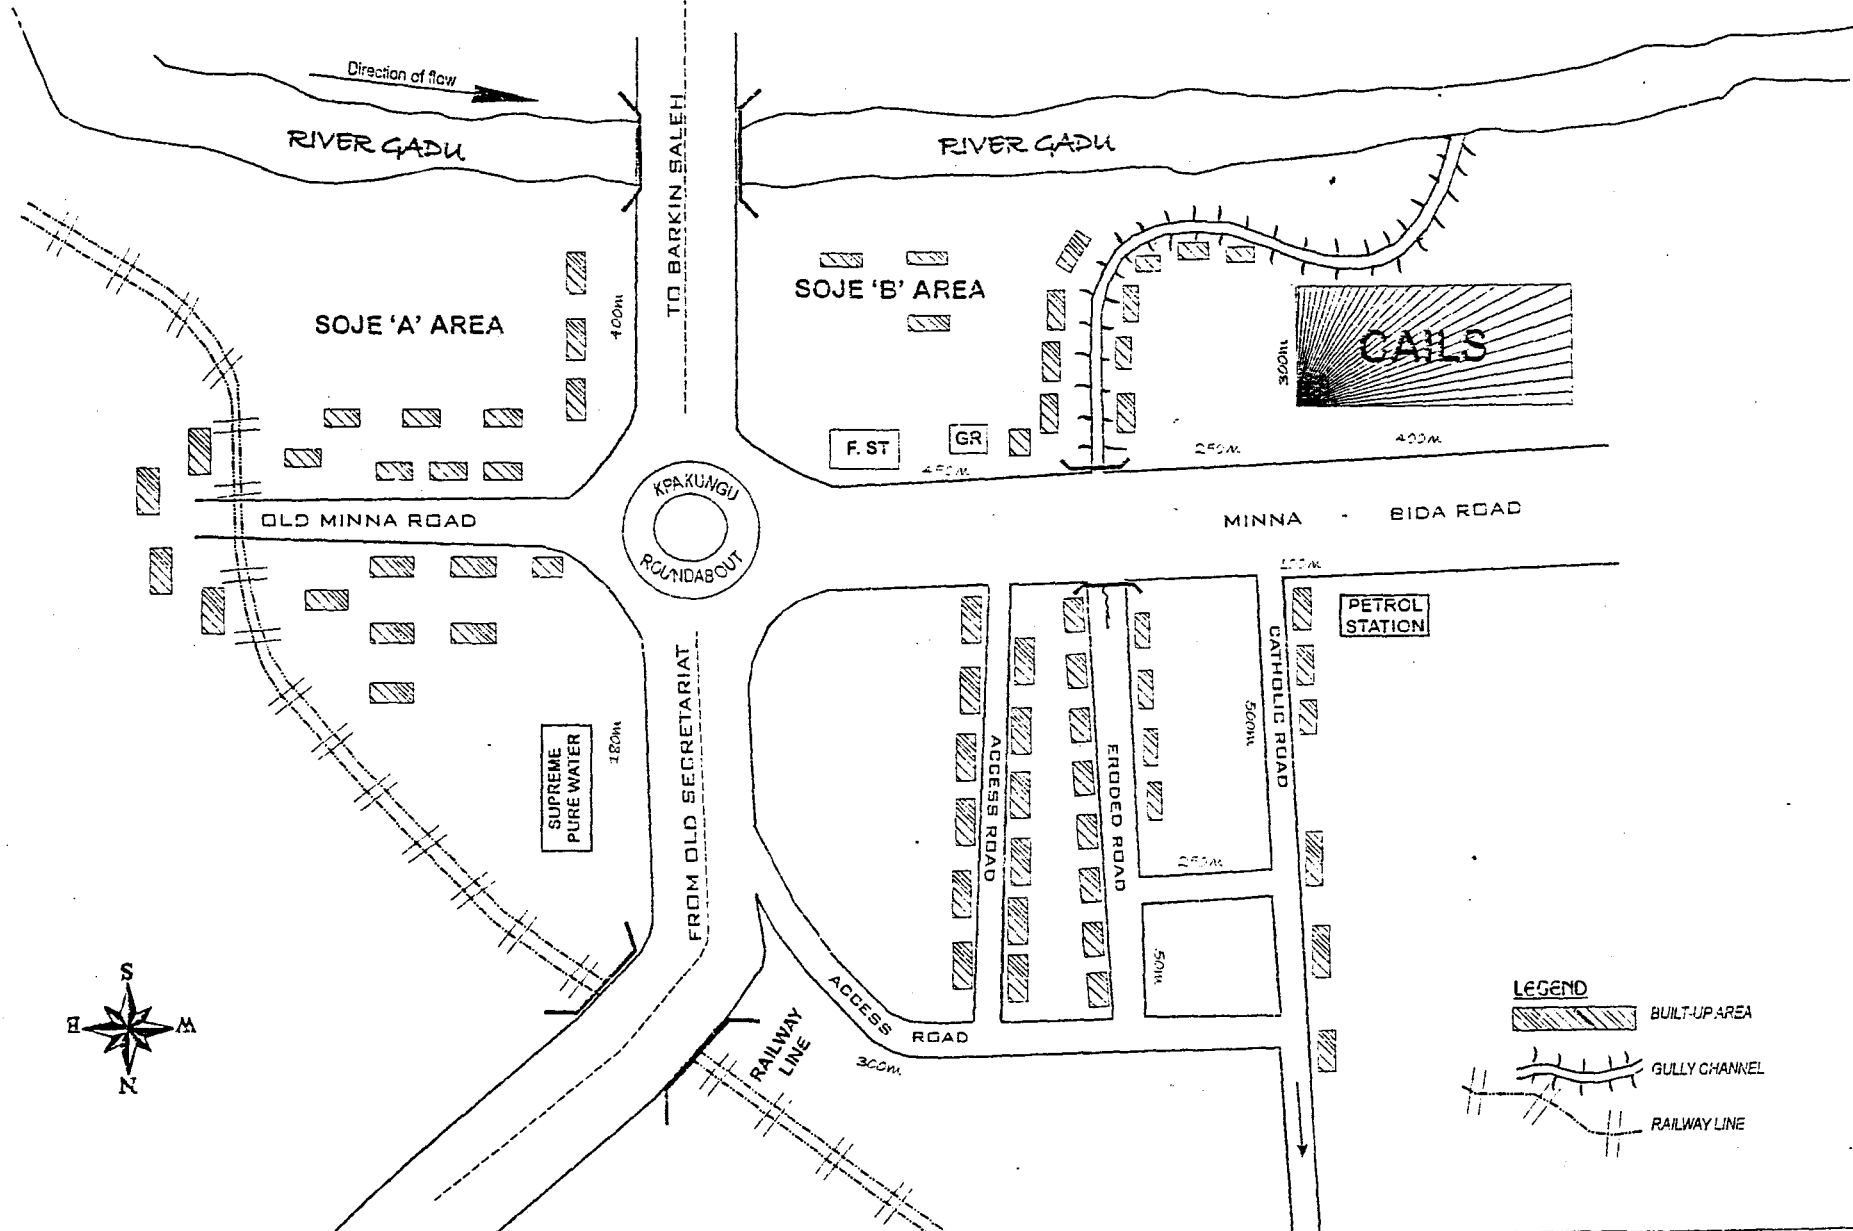 Direction of flow
RIVER GADU
RIVER GADU
TO BARKIN SALEH
SOJE 'A' AREA
400m
SOJE 'B' AREA
CAILS
300m
F. ST
GR
450m
250m
400m
KPAKUNGU
ROUNDABOUT
OLD MINNA ROAD
MINNA - BIDA ROAD
100m
PETROL
STATION
CATHOLIC ROAD
500m
SUPREME
PURE WATER
180m
FROM OLD SECRETARIAT
ACCESS ROAD
ERODED ROAD
250m
50m
ACCESS
ROAD
300m
RAILWAY
LINE
S
E
W
N
LEGEND
BUILT-UP AREA
GULLY CHANNEL
RAILWAY LINE